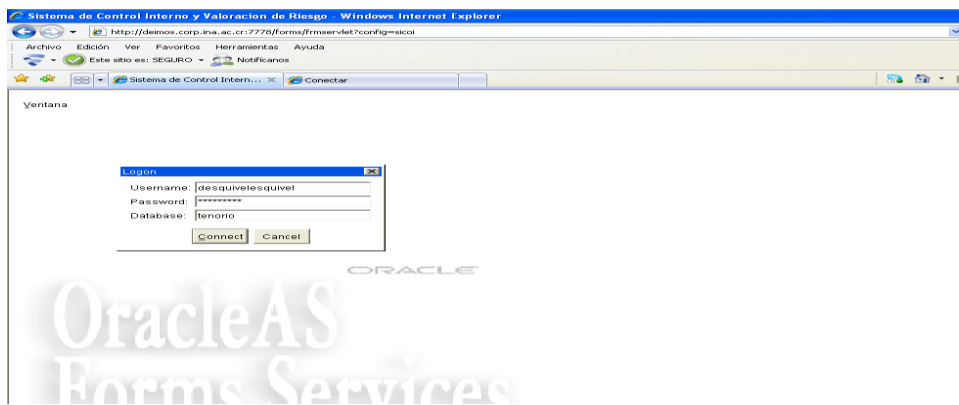 Sistema de Control Interno y Valoracion de Riesgo - Windows Internet Explorer
http://deimos.corp.ina.ac.cr:7778/forms/frmservlet?config=sicoi
Archivo Edición Ver Favoritos Herramientas Ayuda
Este sitio es: SEGURO Notificanos
Sistema de Control Intern... Conectar
Ventana
Logon
Username: desquivelesquivel
Password: *********
Database: tenorio
Connect Cancel
ORACLE
OracleAS
Forms Services